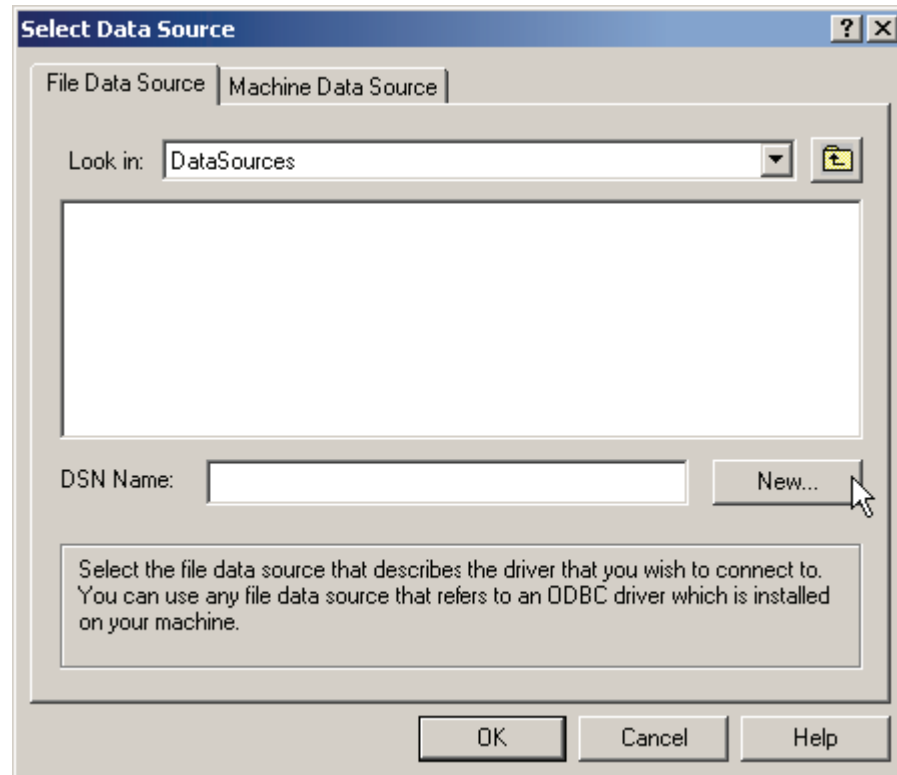 Select Data Source
File Data Source
Machine Data Source
Look in:
DataSources
DSN Name:
New...
Select the file data source that describes the driver that you wish to connect to.
You can use any file data source that refers to an ODBC driver which is installed
on your machine.
OK
Cancel
Help